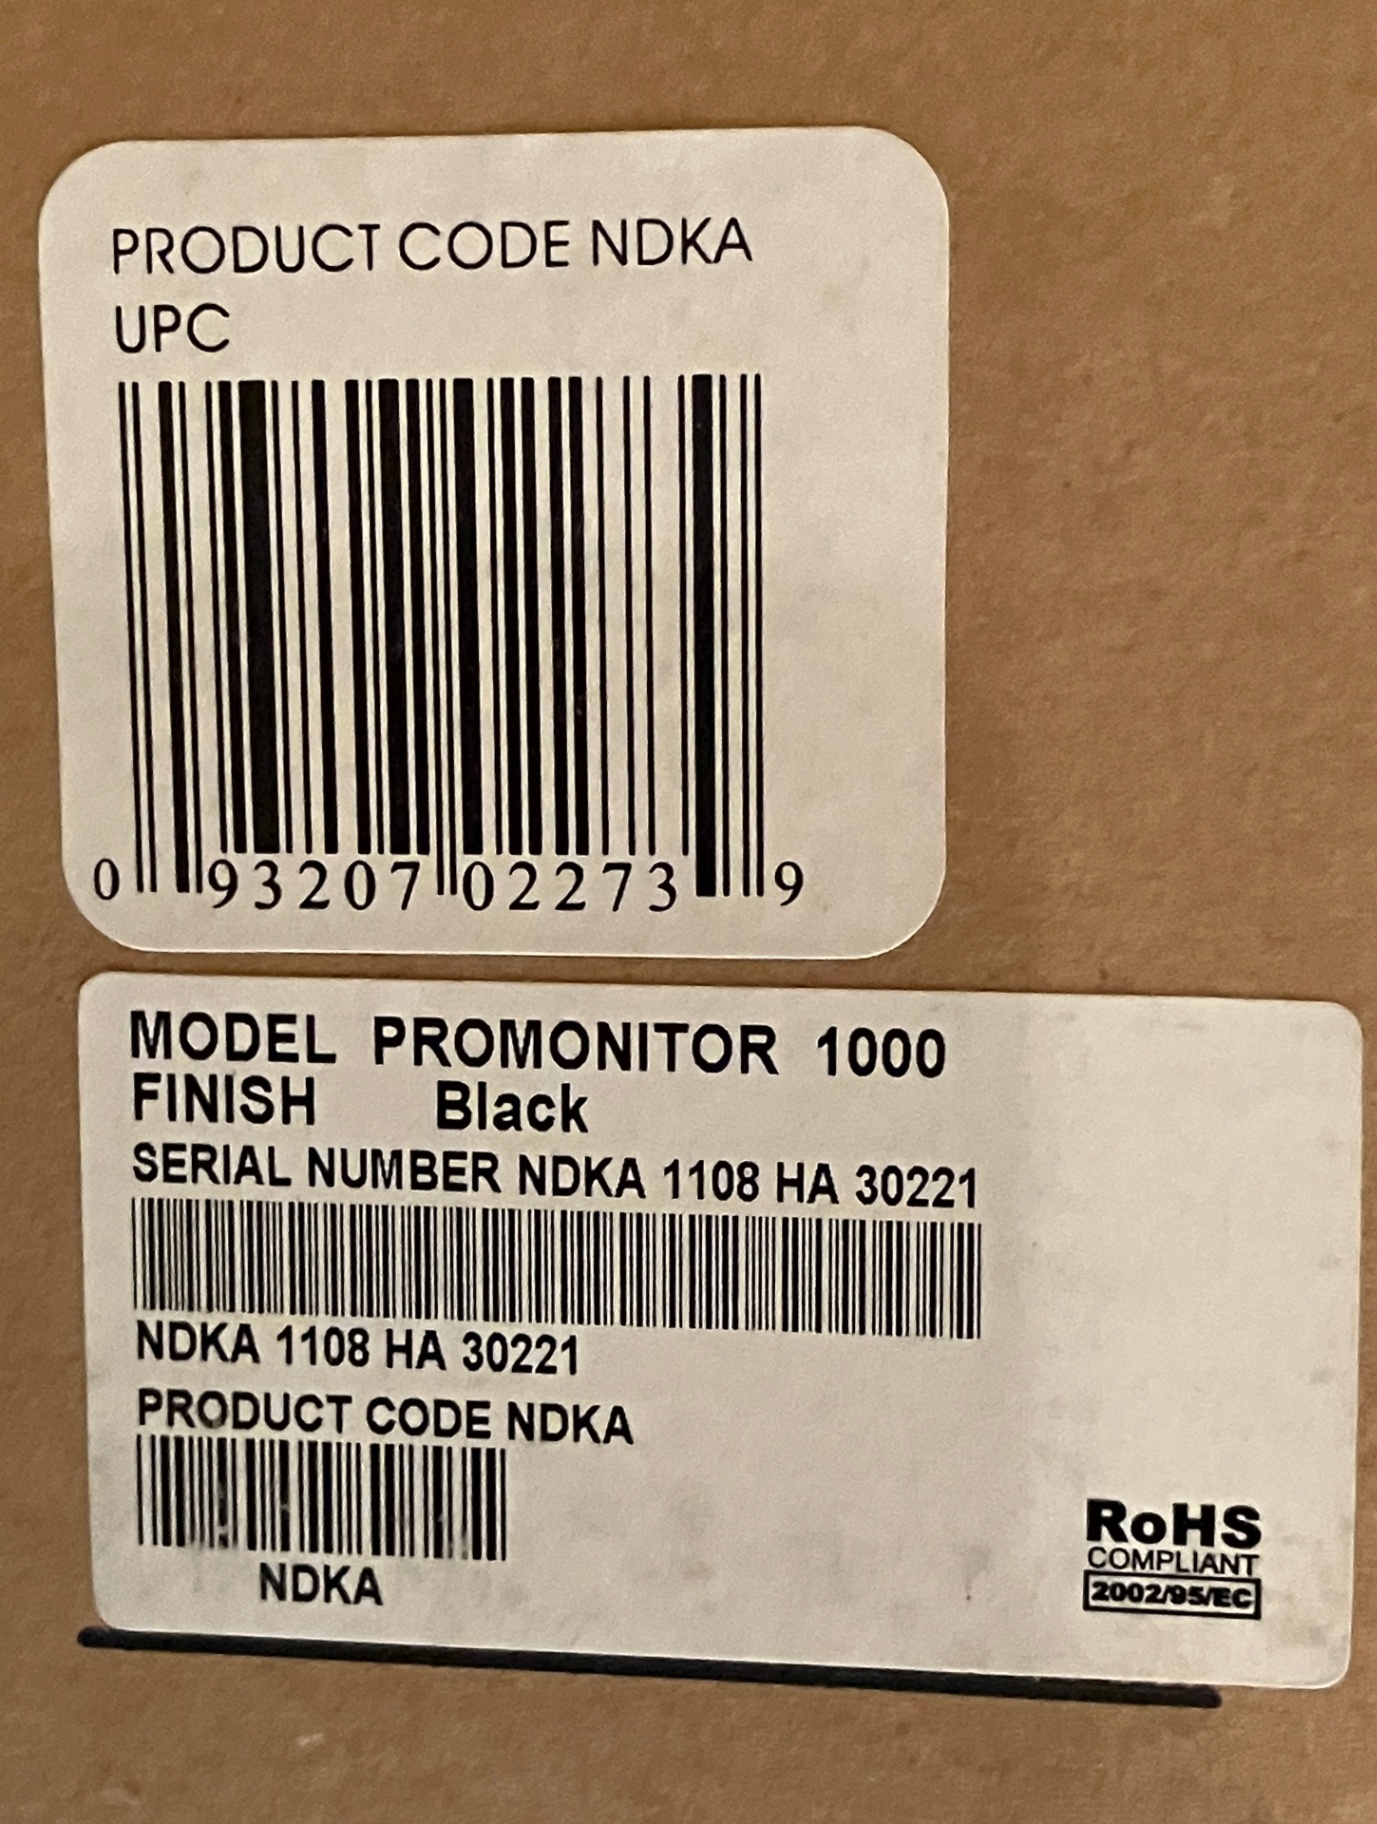 PRODUCT CODE NDKA
UPC
0 93207 02273 9
MODEL PROMONITOR 1000
FINISH Black
SERIAL NUMBER NDKA 1108 HA 30221
NDKA 1108 HA 30221
PRODUCT CODE NDKA
NDKA
RoHS
COMPLIANT
2002/95/EC